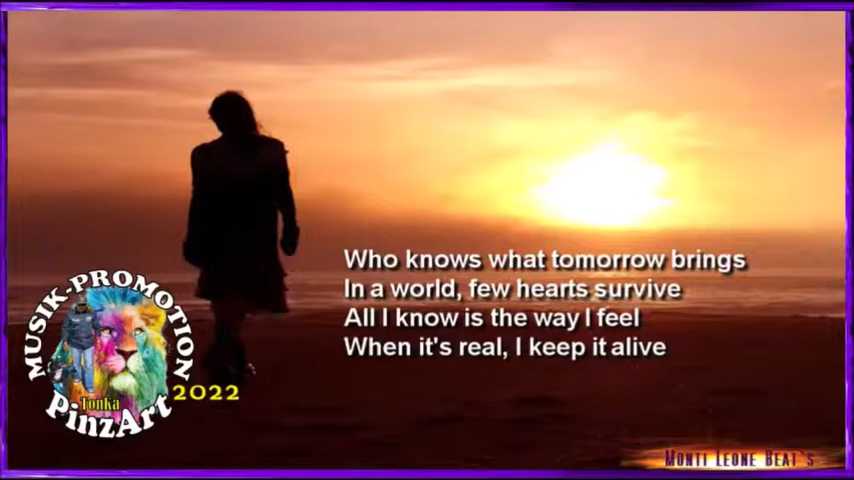 Who knows what tomorrow brings
In a world, few hearts survive
All I know is the way I feel
When it's real, I keep it alive
MUSIK-PROMOTION
Tonka
PinzArt
2022
Monti Leone Beat`s